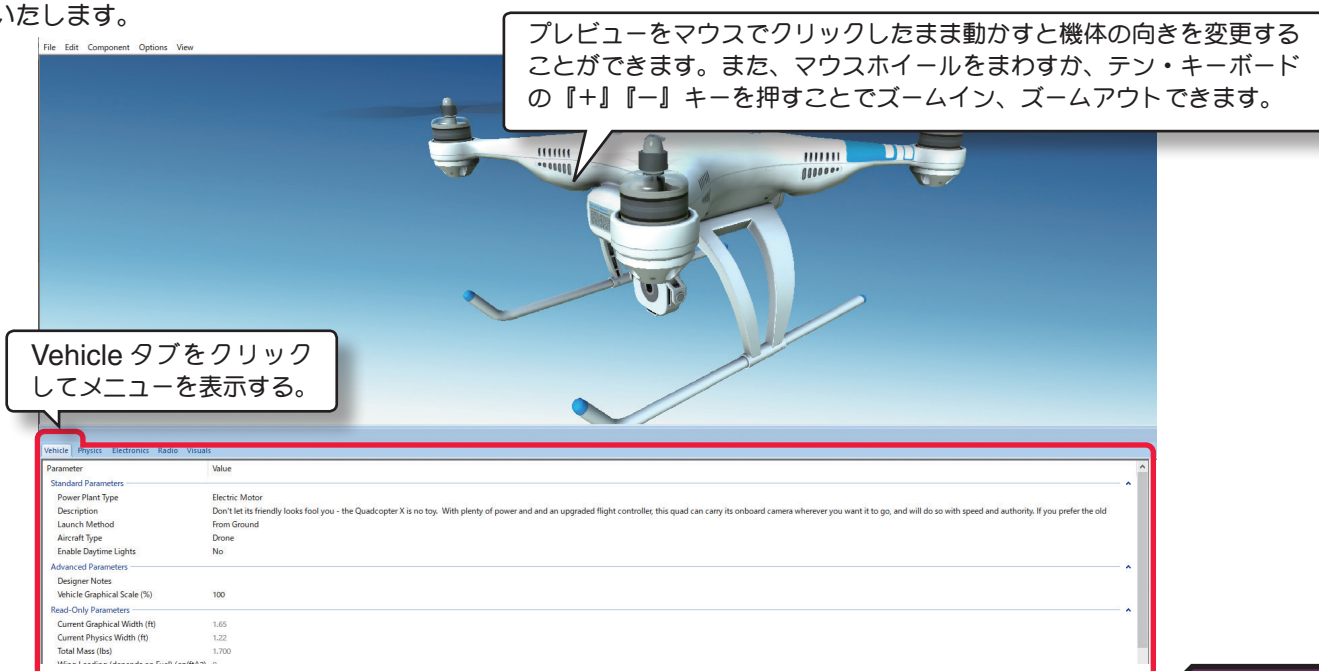 いたします。
File Edit Component Options View
プレビューをマウスでクリックしたまま動かすと機体の向きを変更する
ことができます。また、マウスホイールをまわすか、テン・キーボード
の『+』『−』キーを押すことでズームイン、ズームアウトできます。
Vehicle タブをクリック
してメニューを表示する。
Vehicle Physics Electronics Radio Visuals
Parameter Value
Standard Parameters
Power Plant Type Electric Motor
Description Don't let its friendly looks fool you - the Quadcopter X is no toy. With plenty of power and and an upgraded flight controller, this quad can carry its onboard camera wherever you want it to go, and will do so with speed and authority. If you prefer the old
Launch Method From Ground
Aircraft Type Drone
Enable Daytime Lights No
Advanced Parameters
Designer Notes
Vehicle Graphical Scale (%) 100
Read-Only Parameters
Current Graphical Width (ft) 1.65
Current Physics Width (ft) 1.22
Total Mass (lbs) 1.700
Wing Loading (depends on Fuel)